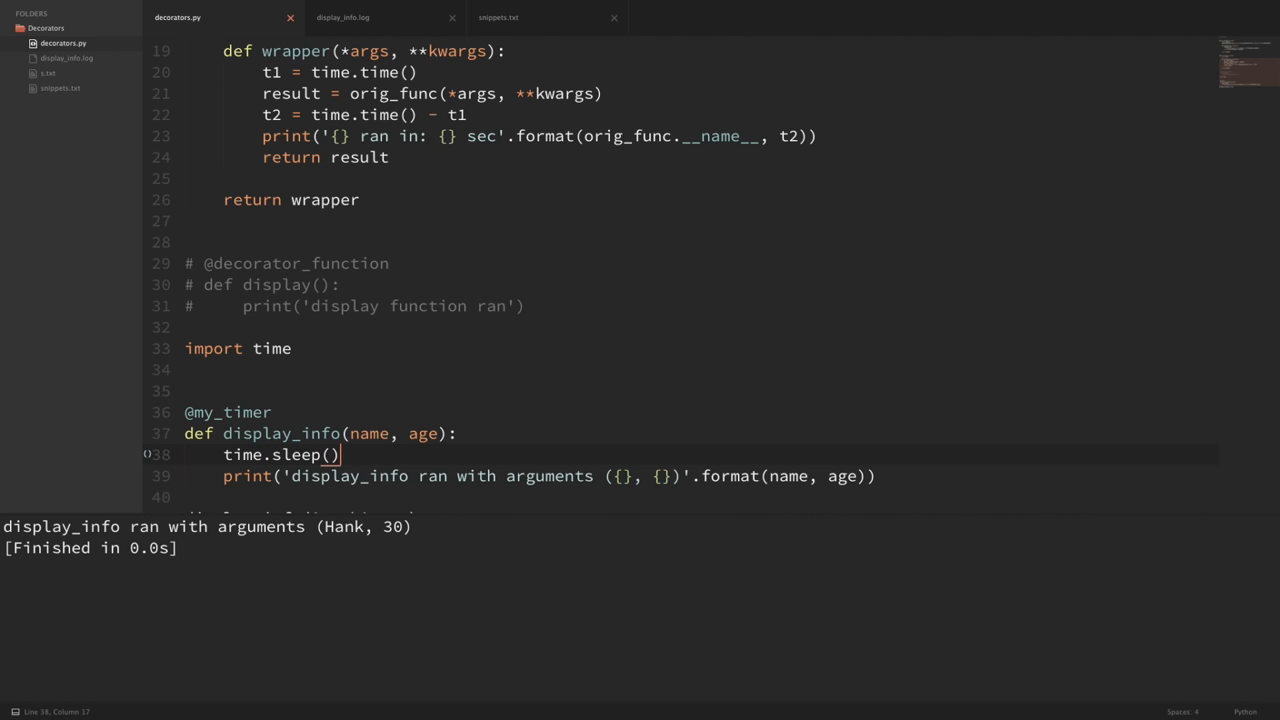 FOLDERS
Decorators
decorators.py
display_info.log
s.txt
snippets.txt
decorators.py
display_info.log
snippets.txt
19 def wrapper(*args, **kwargs):
20 t1 = time.time()
21 result = orig_func(*args, **kwargs)
22 t2 = time.time() - t1
23 print('{} ran in: {} sec'.format(orig_func.__name__, t2))
24 return result
25
26 return wrapper
27
28
29 # @decorator_function
30 # def display():
31 #     print('display function ran')
32
33 import time
34
35
36 @my_timer
37 def display_info(name, age):
38 time.sleep()
39 print('display_info ran with arguments ({}, {})'.format(name, age))
40
display_info ran with arguments (Hank, 30)
[Finished in 0.0s]
Line 38, Column 17
Spaces: 4
Python